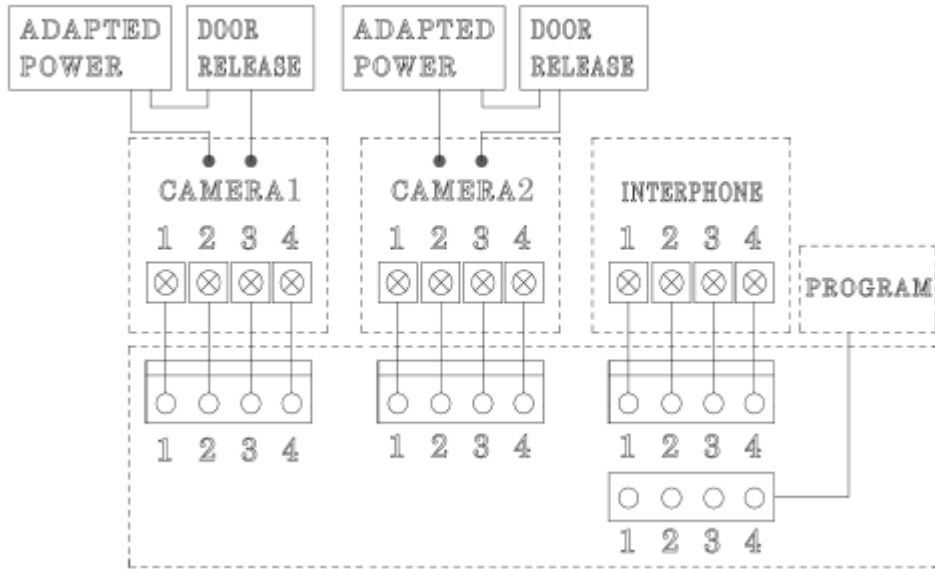 ADAPTED
POWER
DOOR
RELEASE
ADAPTED
POWER
DOOR
RELEASE
CAMERA1
1 2 3 4
CAMERA2
1 2 3 4
INTERPHONE
1 2 3 4
PROGRAM
1 2 3 4
1 2 3 4
1 2 3 4
1 2 3 4